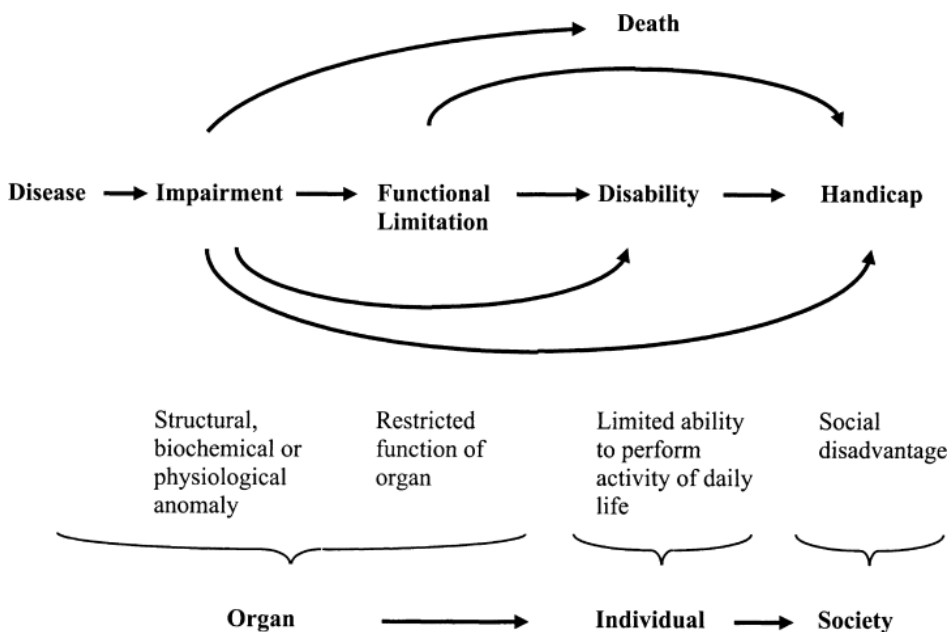 Death
Disease
Impairment
Functional
Limitation
Disability
Handicap
Structural,
biochemical or
physiological
anomaly
Restricted
function of
organ
Limited ability
to perform
activity of daily
life
Social
disadvantage
Organ
Individual
Society